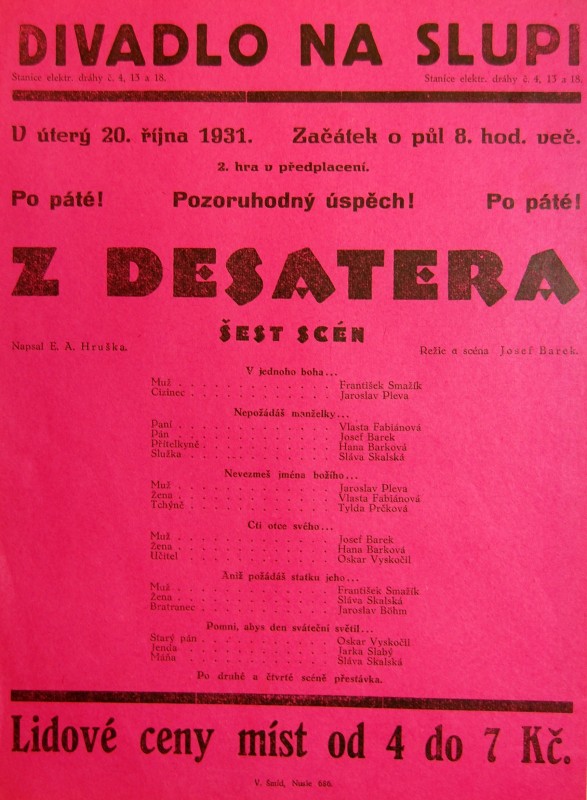 DIVADLO NA SLUPI
Stanice elektr. dráhy č. 4, 13 a 18. Stanice elektr. dráhy č. 4, 13 a 18.
V úterý 20. října 1931. Začátek o půl 8. hod. več.
2. hra v předplacení.
Po páté! Pozoruhodný úspěch! Po páté!
Z DESATERA
ŠEST SCÉN
Napsal E. A. Hruška. Režie a scéna Josef Barek.
V jednoho boha...
Muž . . . . . . . . . . František Smažík
Cizinec . . . . . . . . . . Jaroslav Pleva
Nepožádáš manželky...
Paní . . . . . . . . . . Vlasta Fabiánová
Pán . . . . . . . . . . Josef Barek
Přítelkyně . . . . . . . . . . Hana Barková
Služka . . . . . . . . . . Sláva Skalská
Nevezmeš jména božího...
Muž . . . . . . . . . . Jaroslav Pleva
Žena . . . . . . . . . . Vlasta Fabiánová
Tchýně . . . . . . . . . . Tylda Prčková
Cti otce svého...
Muž . . . . . . . . . . Josef Barek
Žena . . . . . . . . . . Hana Barková
Učitel . . . . . . . . . . Oskar Vyskočil
Aniž požádáš statku jeho...
Muž . . . . . . . . . . František Smažík
Žena . . . . . . . . . . Sláva Skalská
Bratranec . . . . . . . . . . Jaroslav Böhm
Pomni, abys den sváteční světil...
Starý pán . . . . . . . . . . Oskar Vyskočil
Jenda . . . . . . . . . . Jarka Slabý
Máňa . . . . . . . . . . Sláva Skalská
Po druhé a čtvrté scéně přestávka.
Lidové ceny míst od 4 do 7 Kč.
V. Šmíd, Nusle 686.